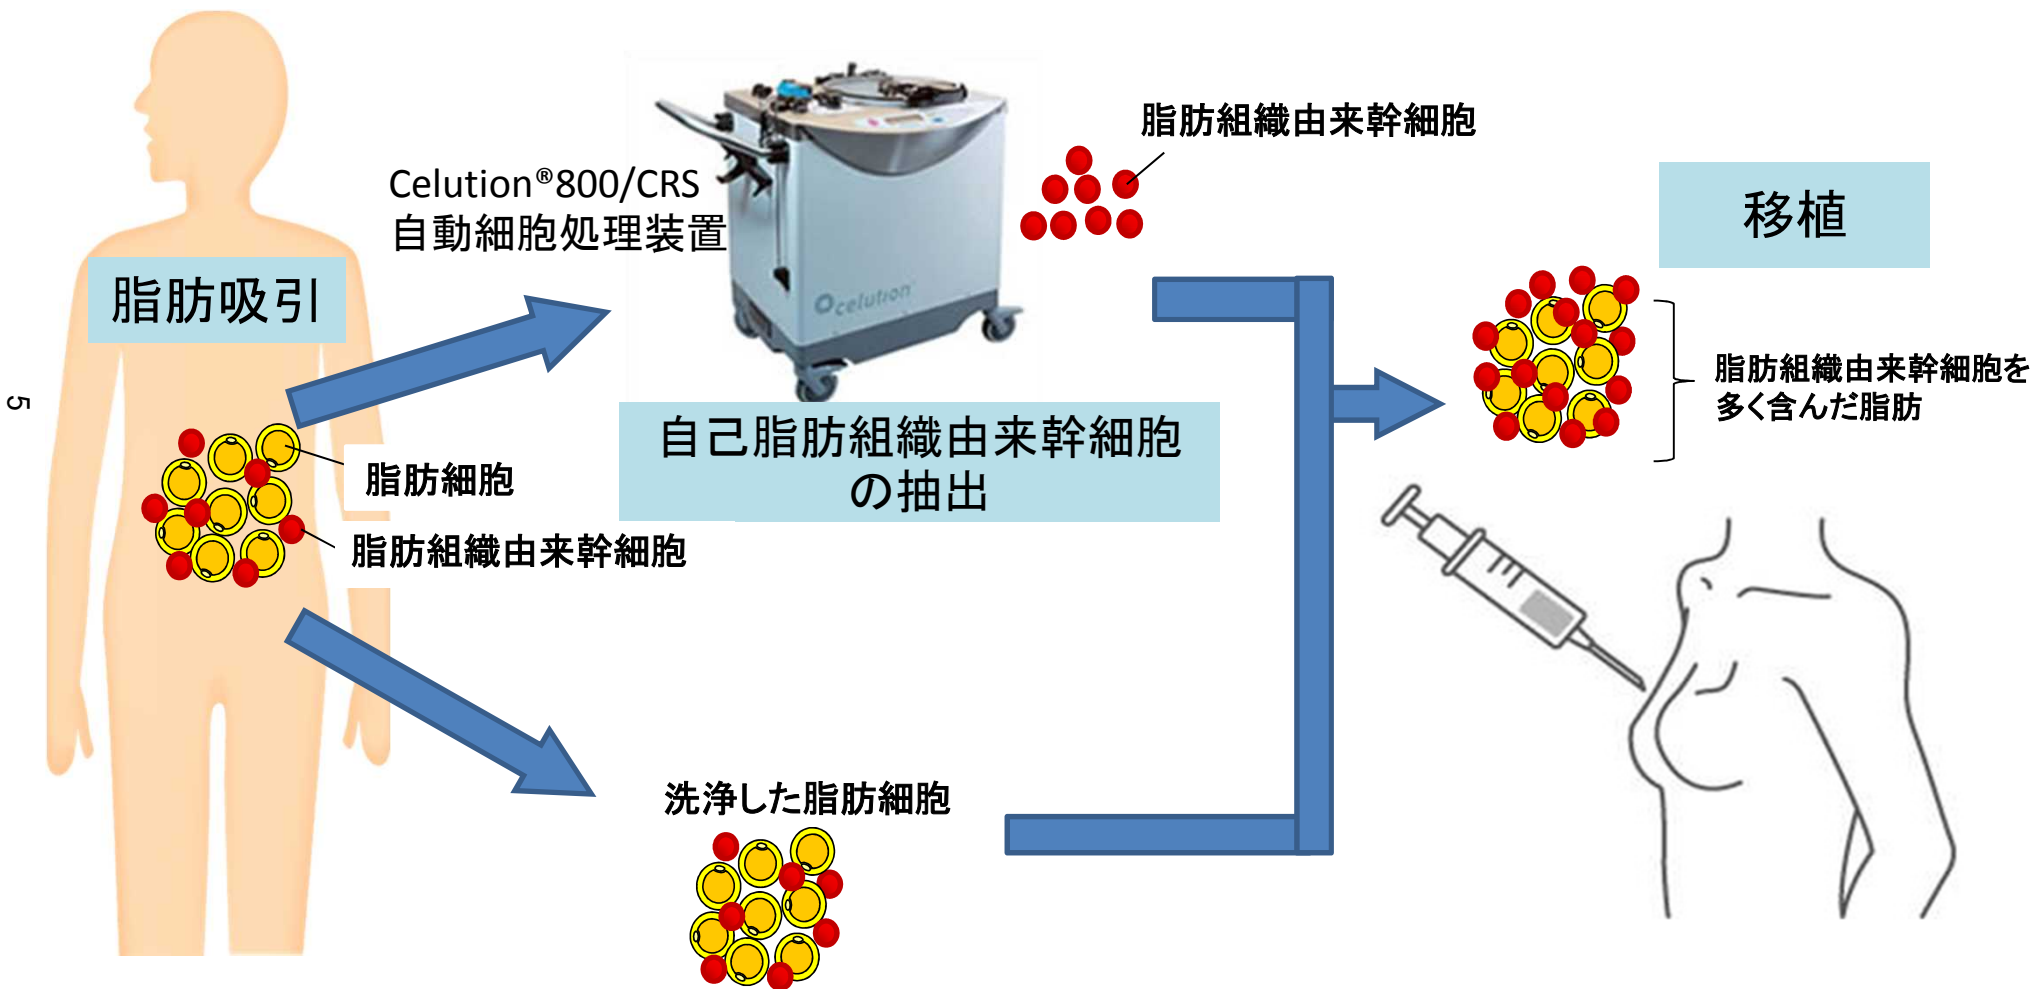 脂肪吸引
Celution®800/CRS
自動細胞処理装置
celution
脂肪組織由来幹細胞
移植
脂肪細胞
脂肪組織由来幹細胞
自己脂肪組織由来幹細胞
の抽出
脂肪組織由来幹細胞を
多く含んだ脂肪
洗浄した脂肪細胞
5